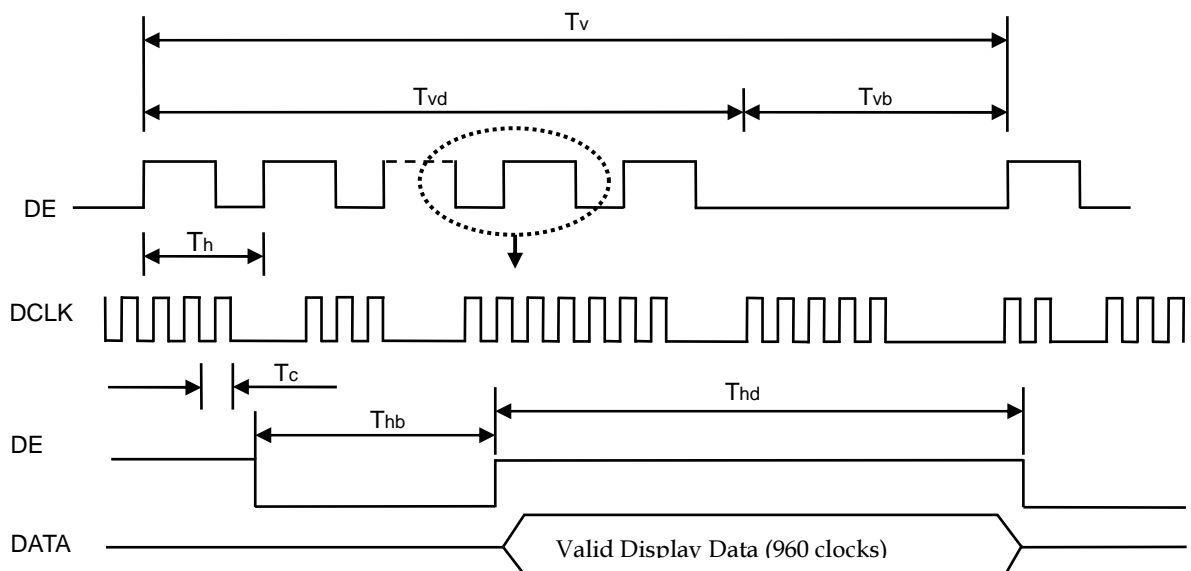 Tv
Tvd
Tvb
DE
Th
DCLK
Tc
Thd
Thb
DE
DATA
Valid Display Data (960 clocks)